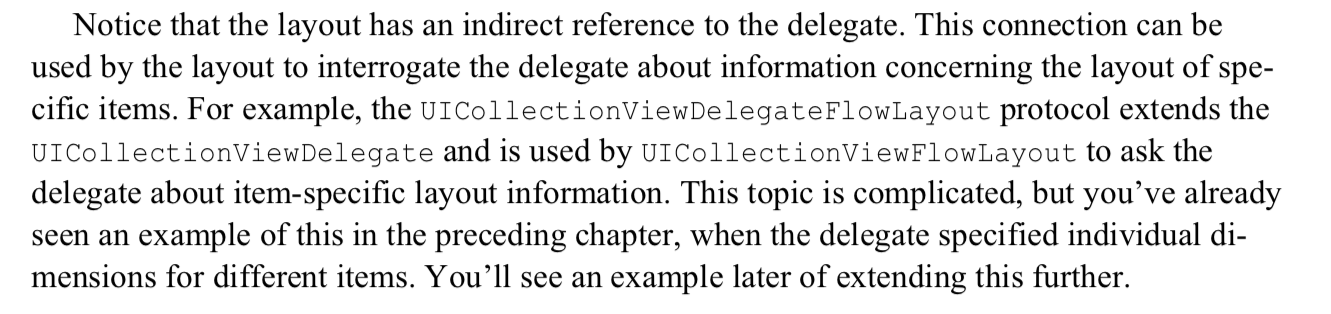 Notice that the layout has an indirect reference to the delegate. This connection can be
used by the layout to interrogate the delegate about information concerning the layout of spe-
cific items. For example, the UICollectionViewDelegateFlowLayout protocol extends the
UICollectionViewDelegate and is used by UICollectionViewFlowLayout to ask the
delegate about item-specific layout information. This topic is complicated, but you’ve already
seen an example of this in the preceding chapter, when the delegate specified individual di-
mensions for different items. You’ll see an example later of extending this further.